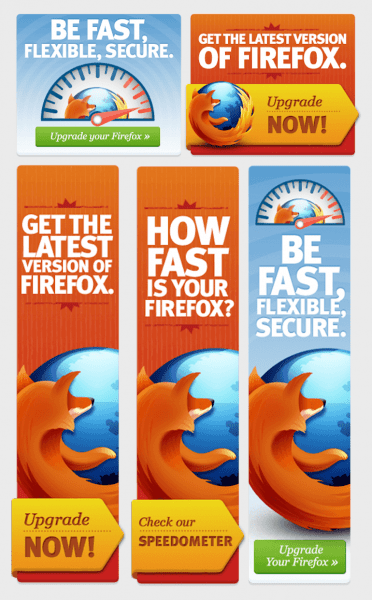 BE FAST,
FLEXIBLE, SECURE.
Upgrade your Firefox »
GET THE LATEST VERSION
OF FIREFOX.
Upgrade
NOW!
GET THE
LATEST
VERSION OF
FIREFOX.
Upgrade
NOW!
HOW
FAST
IS YOUR
FIREFOX?
Check our
SPEEDOMETER
BE
FAST,
FLEXIBLE,
SECURE.
Upgrade
Your Firefox »